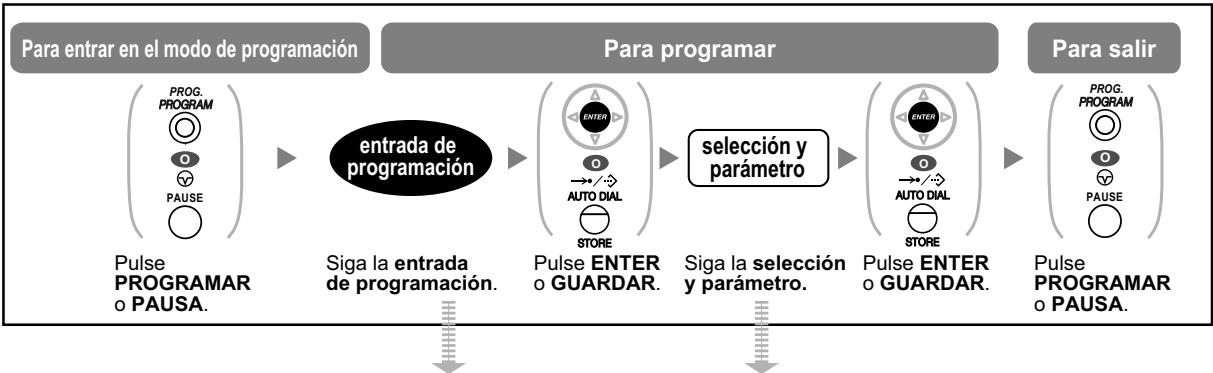 Para entrar en el modo de programación
Para programar
Para salir
PROG.
PROGRAM
O
PAUSE
entrada de
programación
ENTER
O
AUTO DIAL
STORE
selección y
parámetro
ENTER
O
AUTO DIAL
STORE
PROG.
PROGRAM
O
PAUSE
Pulse
PROGRAMAR
o PAUSA.
Siga la entrada
de programación.
Pulse ENTER
o GUARDAR.
Siga la selección
y parámetro.
Pulse ENTER
o GUARDAR.
Pulse
PROGRAMAR
o PAUSA.